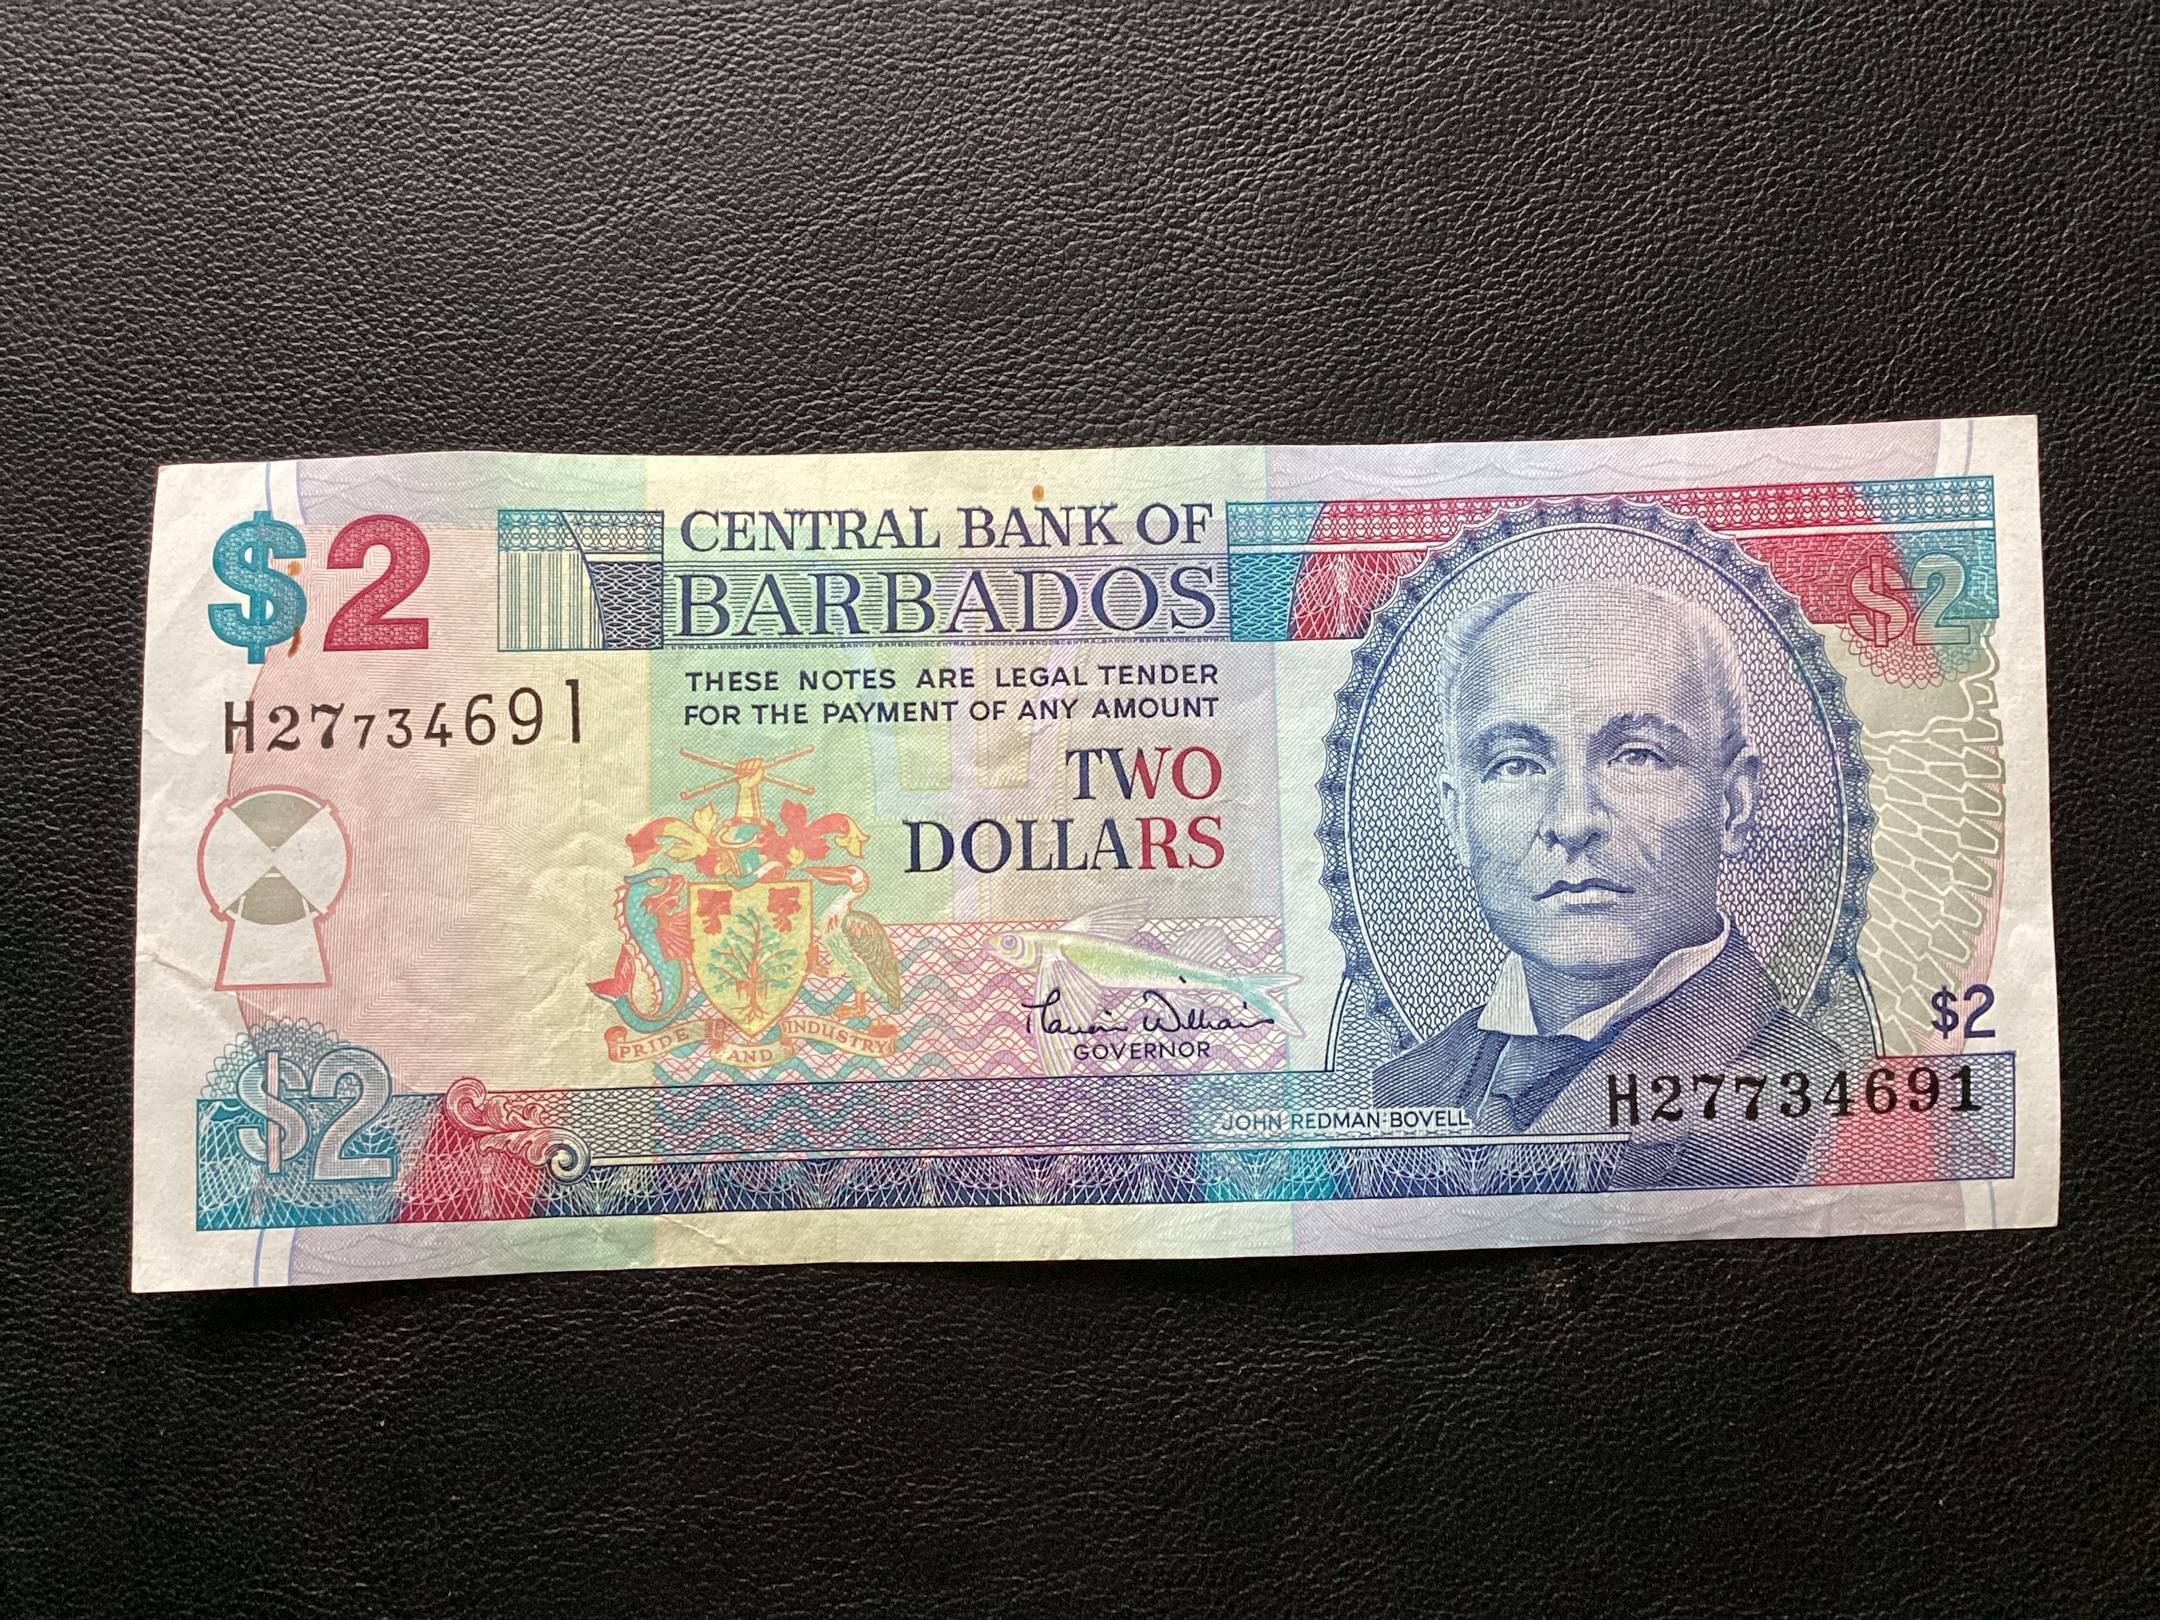 $2
CENTRAL BANK OF
BARBADOS
$2
THESE NOTES ARE LEGAL TENDER
FOR THE PAYMENT OF ANY AMOUNT
H27734691
TWO
DOLLARS
PRIDE AND INDUSTRY
GOVERNOR
$2
$2
JOHN REDMAN-BOVELL
H27734691